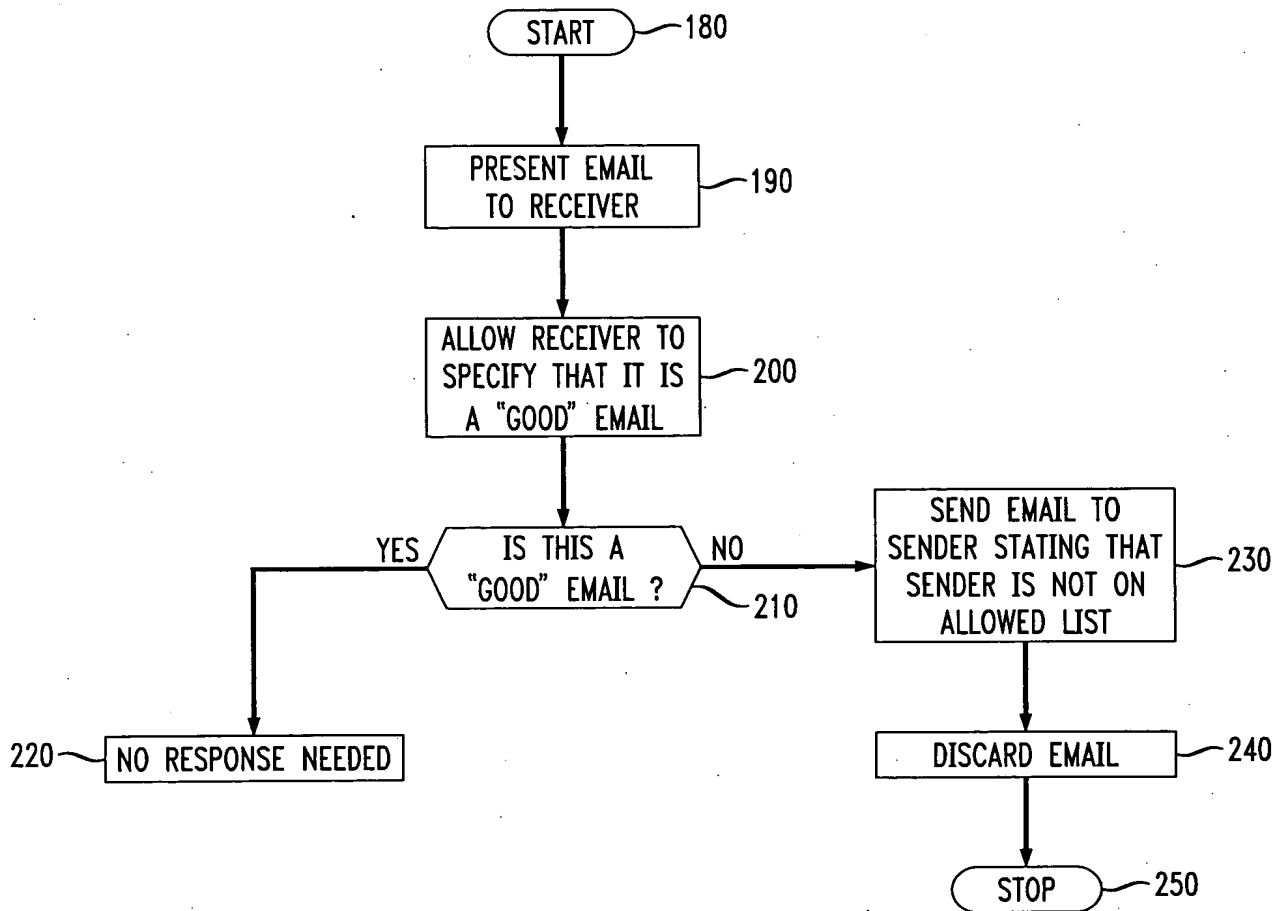 START
180
PRESENT EMAIL
TO RECEIVER
190
ALLOW RECEIVER TO
SPECIFY THAT IT IS
A "GOOD" EMAIL
200
YES
IS THIS A
"GOOD" EMAIL ?
NO
210
SEND EMAIL TO
SENDER STATING THAT
SENDER IS NOT ON
ALLOWED LIST
230
220
NO RESPONSE NEEDED
DISCARD EMAIL
240
STOP
250